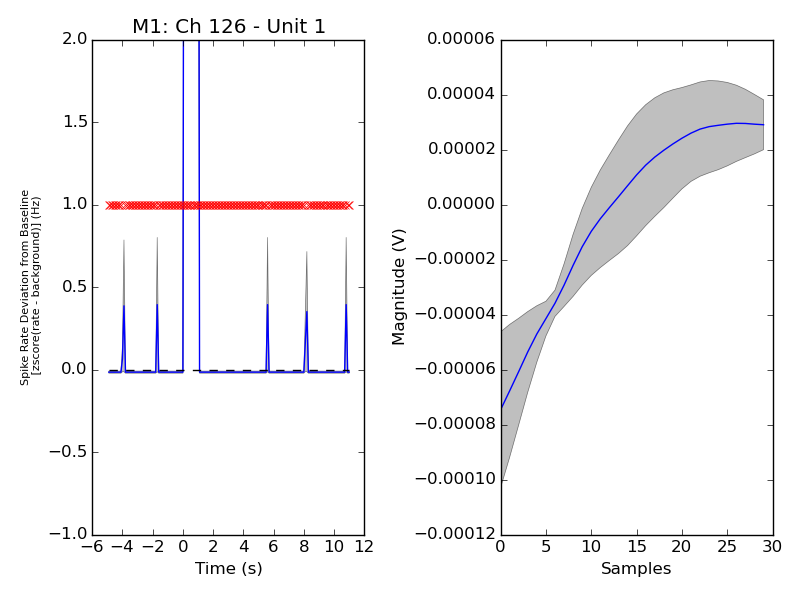 M1: Ch 126 - Unit 1
2.0
1.5
1.0
0.5
0.0
−0.5
−1.0
−6 −4 −2 0 2 4 6 8 10 12
Time (s)
Spike Rate Deviation from Baseline
[zscore(rate - background)] (Hz)
0.00006
0.00004
0.00002
0.00000
−0.00002
−0.00004
−0.00006
−0.00008
−0.00010
−0.00012
0 5 10 15 20 25 30
Samples
Magnitude (V)